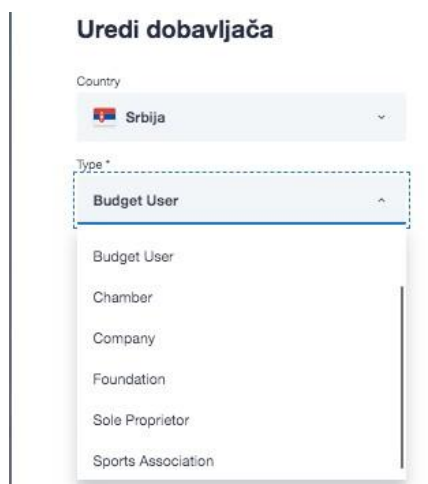 Uredi dobavljača
Country
Srbija
Type *
Budget User
Budget User
Chamber
Company
Foundation
Sole Proprietor
Sports Association